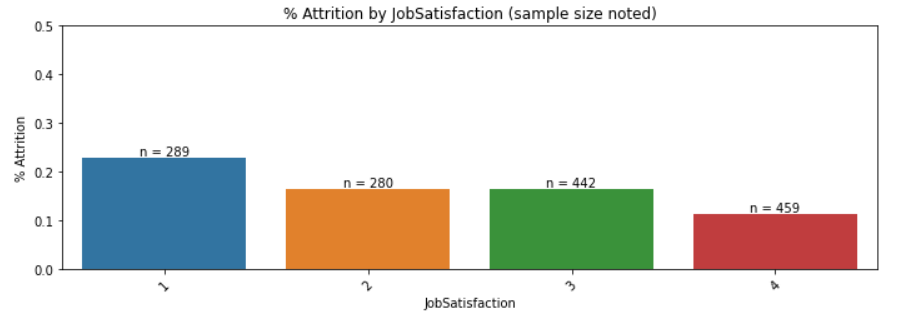 % Attrition by JobSatisfaction (sample size noted)
% Attrition
0.5
0.4
0.3
0.2
0.1
0.0
n = 289
n = 280
n = 442
n = 459
1
2
3
4
JobSatisfaction